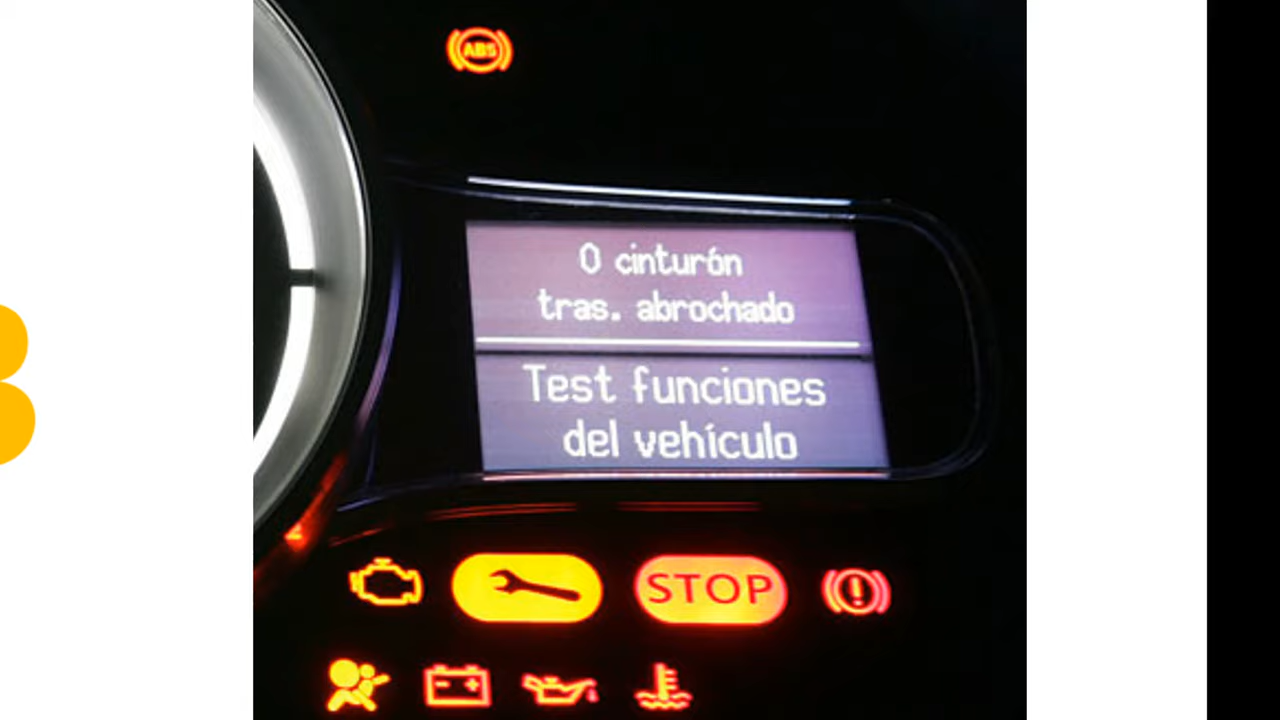 ABS
0 cinturón
tras. abrochado
Test funciones
del vehículo
STOP